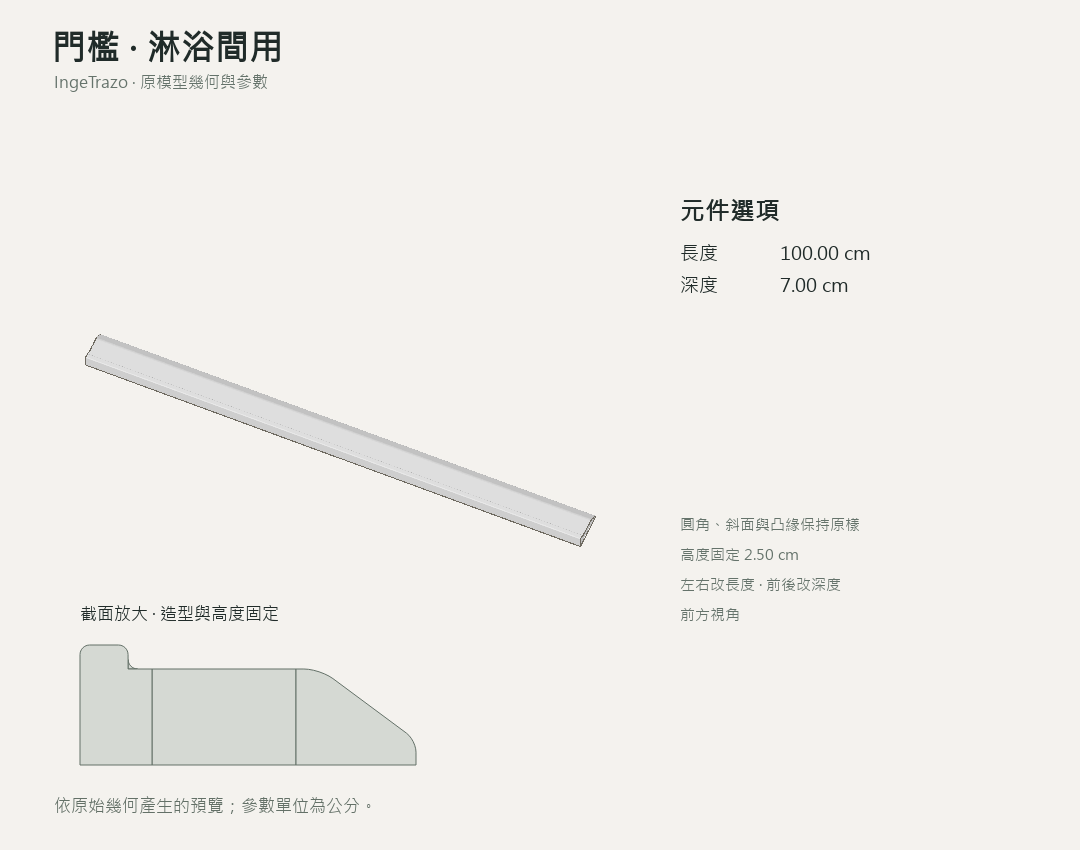 門檻 · 淋浴間用
IngeTrazo · 原模型幾何與參數
元件選項
長度 100.00 cm
深度 7.00 cm
圓角、斜面與凸緣保持原樣
高度固定 2.50 cm
左右改長度 · 前後改深度
前方視角
截面放大 · 造型與高度固定
依原始幾何產生的預覽；參數單位為公分。